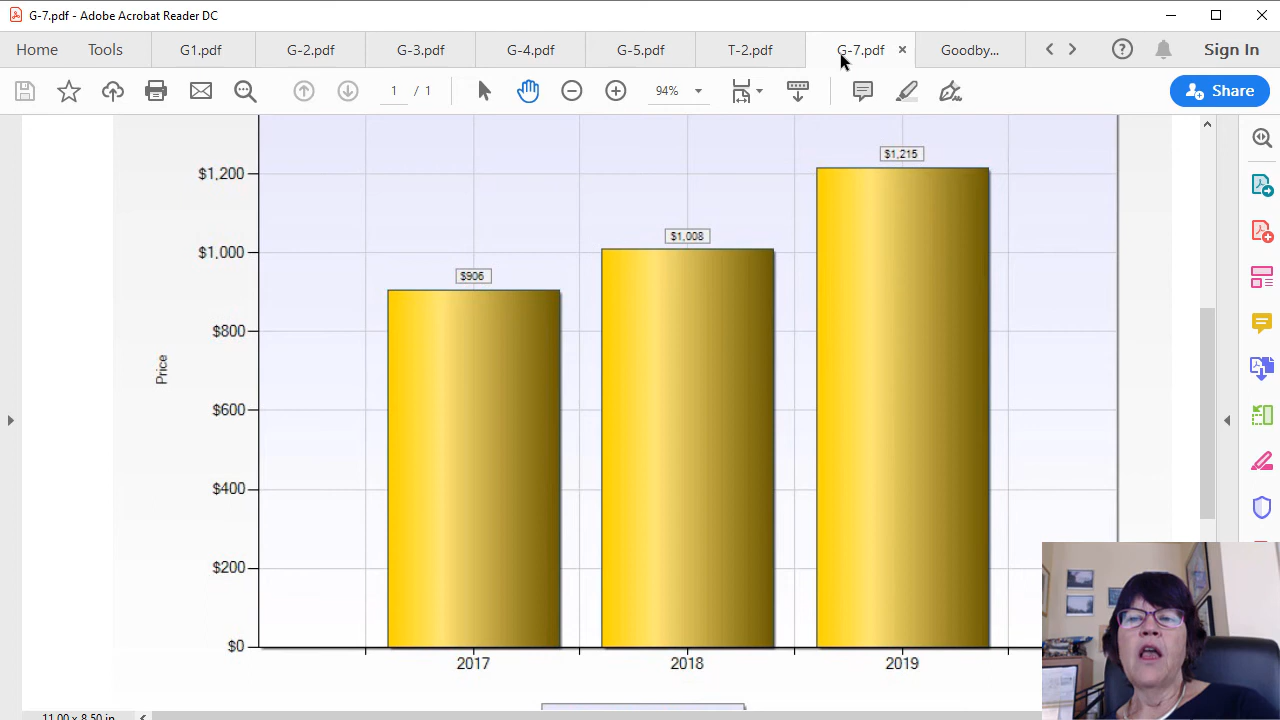 G-7.pdf - Adobe Acrobat Reader DC
Home Tools G1.pdf G-2.pdf G-3.pdf G-4.pdf G-5.pdf T-2.pdf G-7.pdf × Goodby... Sign In
1 / 1 94% Share
$1,215
$1,200
$1,008
$1,000
$906
$800
Price
$600
$400
$200
$0
2017 2018 2019
11.00 x 8.50 in